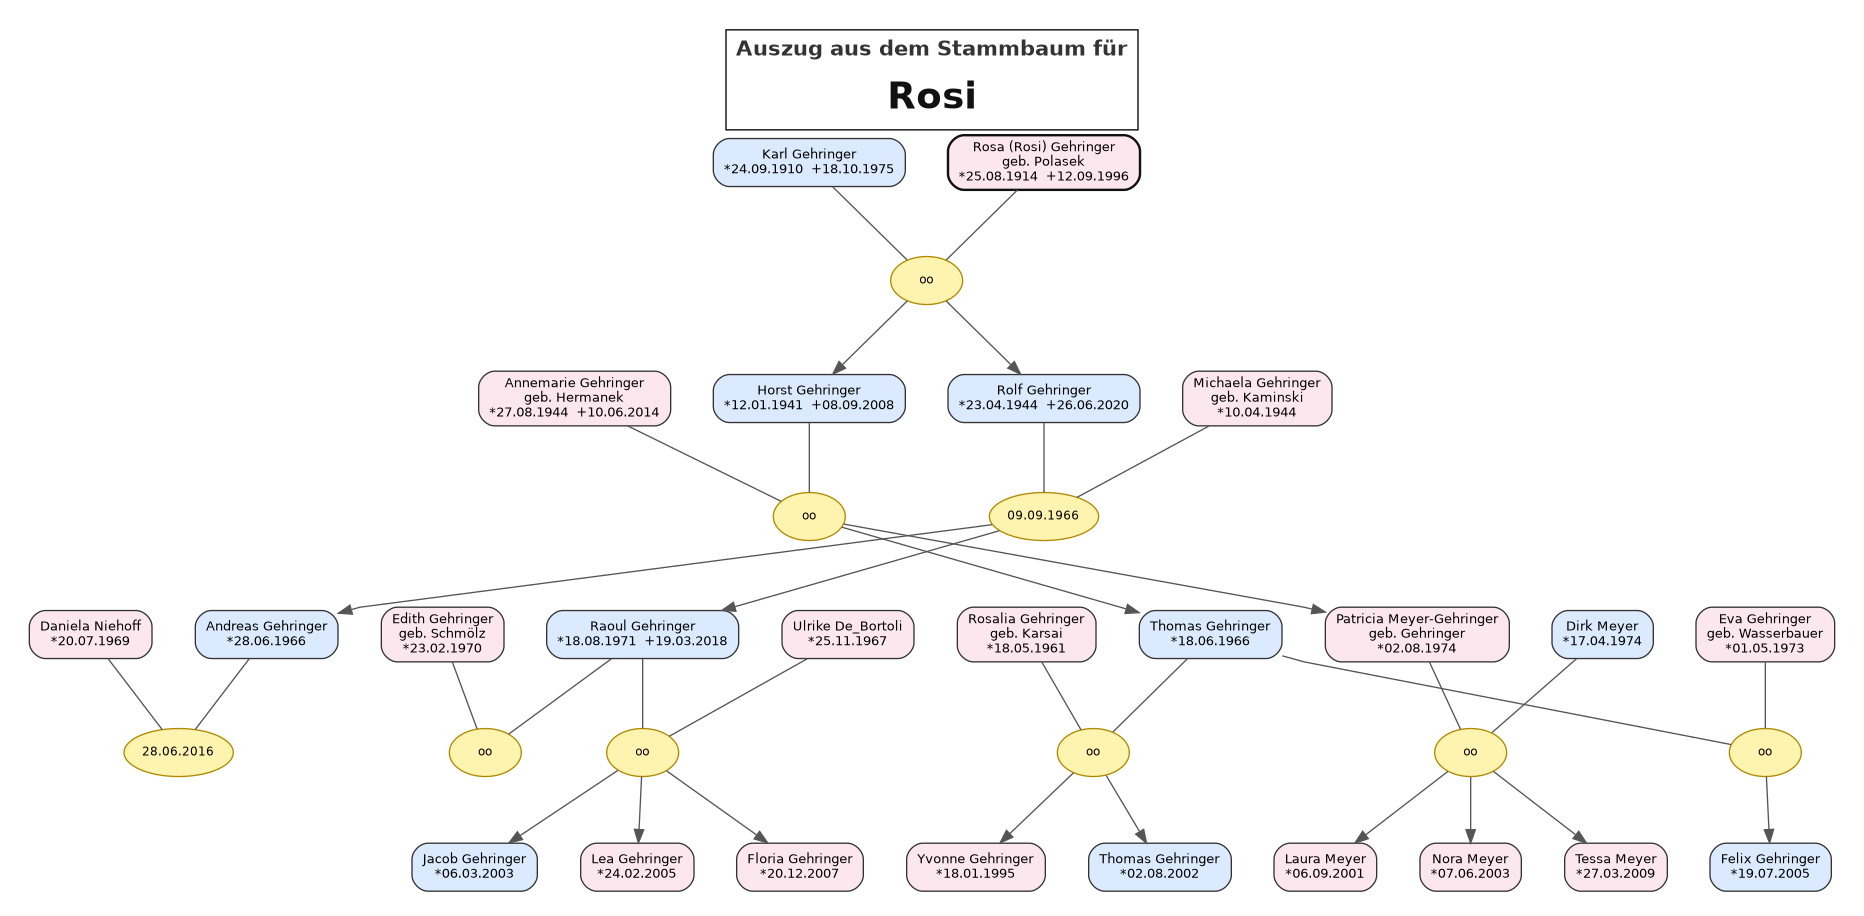 Auszug aus dem Stammbaum für
Rosi
Karl Gehringer
*24.09.1910 +18.10.1975
Rosa (Rosi) Gehringer
geb. Polasek
*25.08.1914 +12.09.1996
oo
Annemarie Gehringer
geb. Hermanek
*27.08.1944 +10.06.2014
Horst Gehringer
*12.01.1941 +08.09.2008
Rolf Gehringer
*23.04.1944 +26.06.2020
Michaela Gehringer
geb. Kaminski
*10.04.1944
oo
09.09.1966
Daniela Niehoff
*20.07.1969
Andreas Gehringer
*28.06.1966
Edith Gehringer
geb. Schmölz
*23.02.1970
Raoul Gehringer
*18.08.1971 +19.03.2018
Ulrike De_Bortoli
*25.11.1967
Rosalia Gehringer
geb. Karsai
*18.05.1961
Thomas Gehringer
*18.06.1966
Patricia Meyer-Gehringer
geb. Gehringer
*02.08.1974
Dirk Meyer
*17.04.1974
Eva Gehringer
geb. Wasserbauer
*01.05.1973
28.06.2016
oo
oo
oo
oo
oo
Jacob Gehringer
*06.03.2003
Lea Gehringer
*24.02.2005
Floria Gehringer
*20.12.2007
Yvonne Gehringer
*18.01.1995
Thomas Gehringer
*02.08.2002
Laura Meyer
*06.09.2001
Nora Meyer
*07.06.2003
Tessa Meyer
*27.03.2009
Felix Gehringer
*19.07.2005